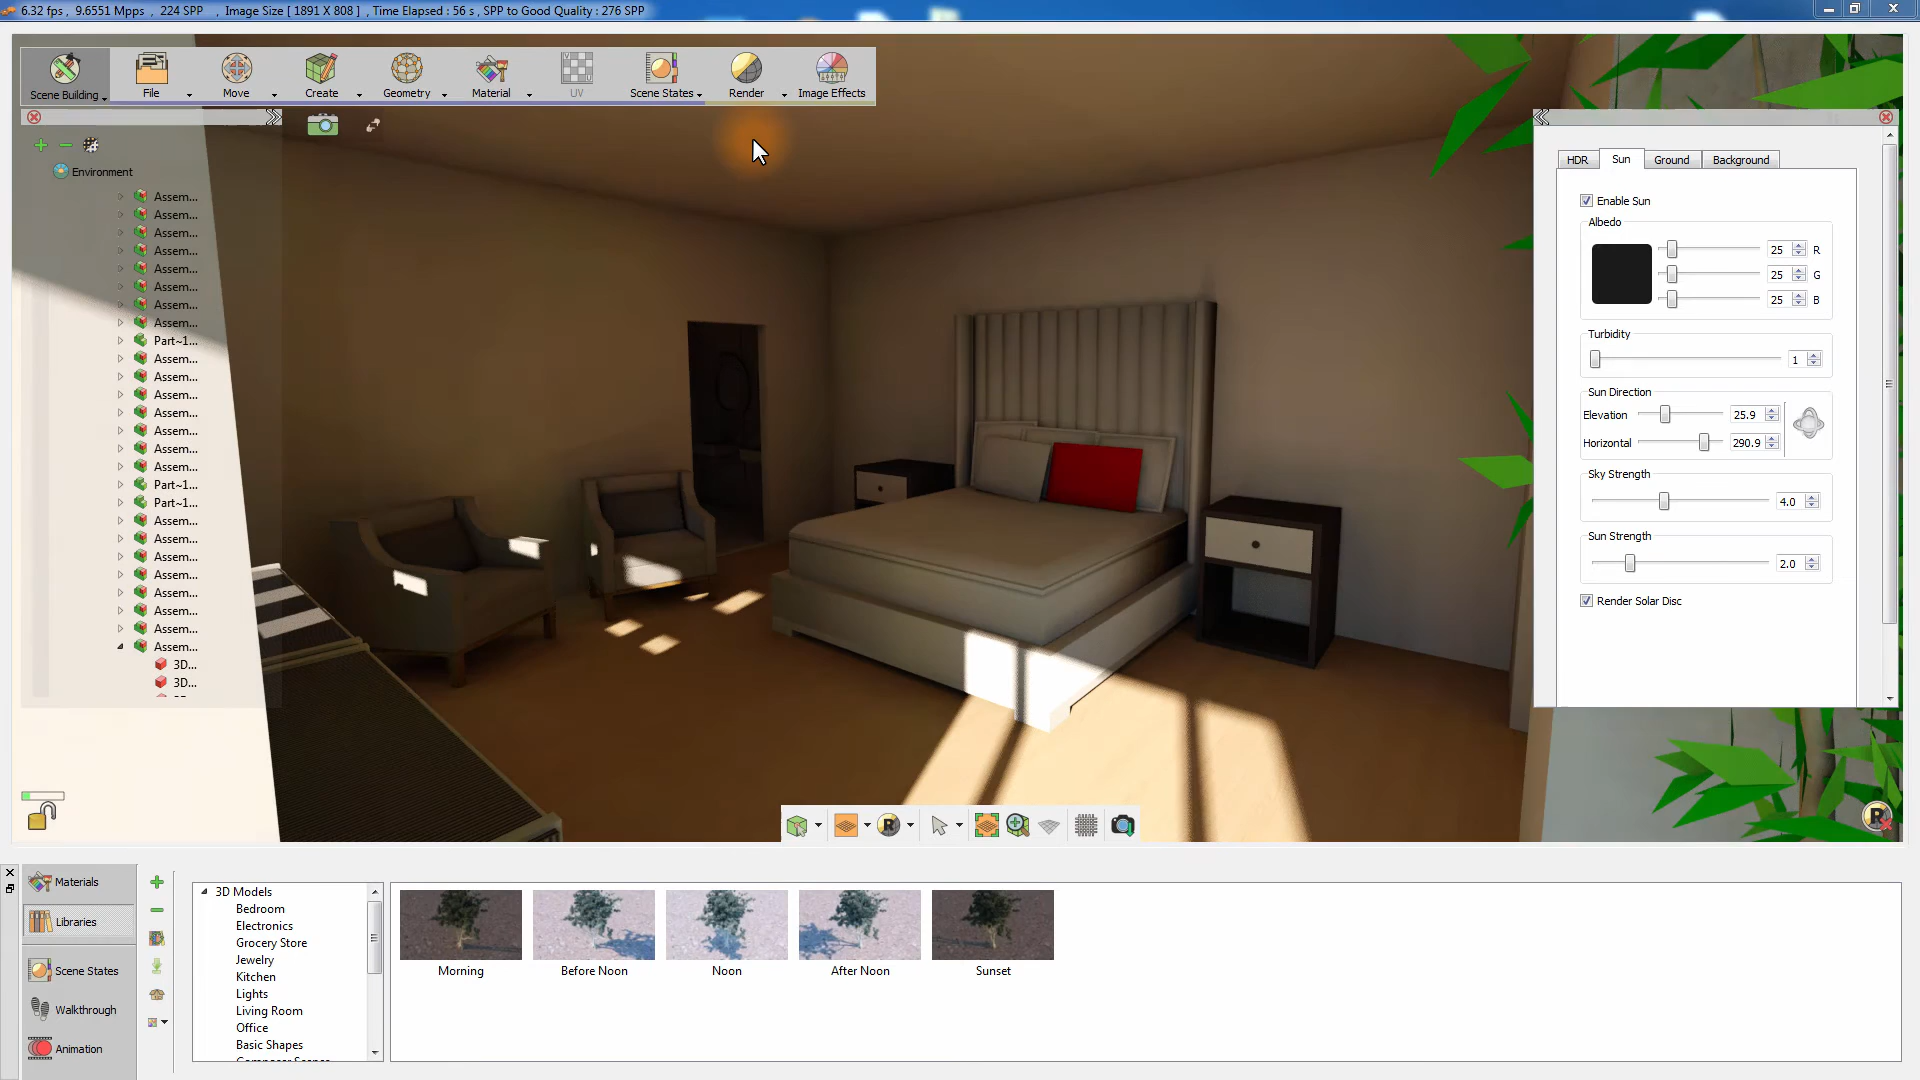 6.32 fps , 9.6551 Mpps , 224 SPP , Image Size [ 1891 X 808 ] , Time Elapsed : 56 s , SPP to Good Quality : 276 SPP
Scene Building
File
Move
Create
Geometry
Material
UV
Scene States
Render
Image Effects
Environment
Assem...
Assem...
Assem...
Assem...
Assem...
Assem...
Assem...
Assem...
Part~1...
Assem...
Assem...
Assem...
Assem...
Assem...
Assem...
Assem...
Part~1...
Part~1...
Assem...
Assem...
Assem...
Assem...
Assem...
Assem...
Assem...
Assem...
3D...
3D...
HDR
Sun
Ground
Background
Enable Sun
Albedo
25 R
25 G
25 B
Turbidity
1
Sun Direction
Elevation 25.9
Horizontal 290.9
Sky Strength
4.0
Sun Strength
2.0
Render Solar Disc
Materials
Libraries
Scene States
Walkthrough
Animation
3D Models
Bedroom
Electronics
Grocery Store
Jewelry
Kitchen
Lights
Living Room
Office
Basic Shapes
Morning
Before Noon
Noon
After Noon
Sunset